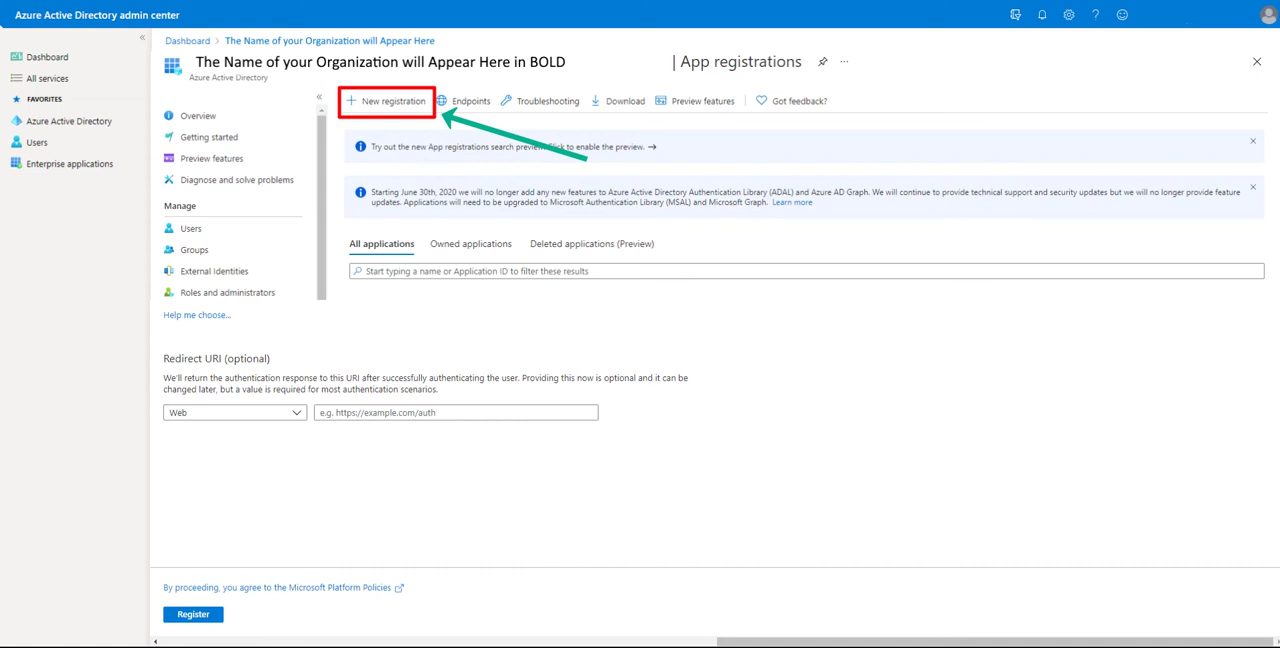 Azure Active Directory admin center
Dashboard
All services
FAVORITES
Azure Active Directory
Users
Enterprise applications
Dashboard > The Name of your Organization will Appear Here
The Name of your Organization will Appear Here in BOLD | App registrations
Azure Active Directory
Overview
Getting started
Preview features
Diagnose and solve problems
Manage
Users
Groups
External Identities
Roles and administrators
New registration Endpoints Troubleshooting Download Preview features Got feedback?
Try out the new App registrations search preview. Click to enable the preview. →
Starting June 30th, 2020 we will no longer add any new features to Azure Active Directory Authentication Library (ADAL) and Azure AD Graph. We will continue to provide technical support and security updates but we will no longer provide feature
updates. Applications will need to be upgraded to Microsoft Authentication Library (MSAL) and Microsoft Graph. Learn more
All applications Owned applications Deleted applications (Preview)
Start typing a name or Application ID to filter these results
Help me choose...
Redirect URI (optional)
We'll return the authentication response to this URI after successfully authenticating the user. Providing this now is optional and it can be
changed later, but a value is required for most authentication scenarios.
Web e.g. https://example.com/auth
By proceeding, you agree to the Microsoft Platform Policies
Register